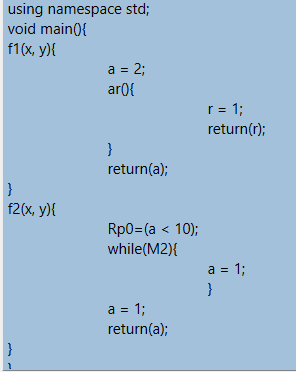 using namespace std;
void main(){
f1(x, y){
a = 2;
ar(){
r = 1;
return(r);
}
return(a);
}
f2(x, y){
Rp0=(a < 10);
while(M2){
a = 1;
}
a = 1;
return(a);
}
}